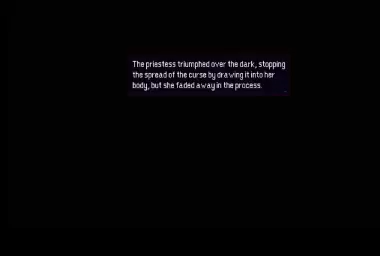 The priestess triumphed over the dark, stopping
the spread of the curse by drawing it into her
body, but she faded away in the process.